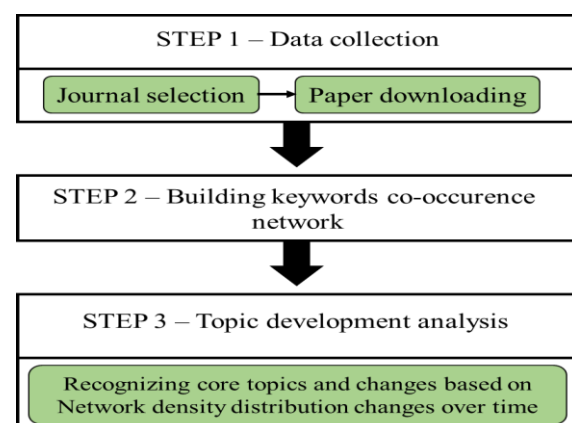 STEP 1 – Data collection
Journal selection
Paper downloading
STEP 2 – Building keywords co-occurence
network
STEP 3 – Topic development analysis
Recognizing core topics and changes based on
Network density distribution changes over time